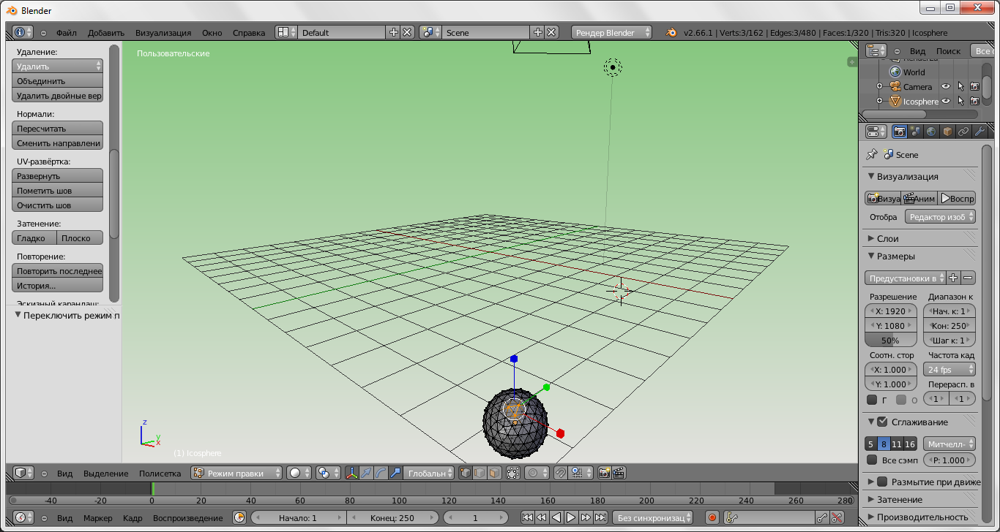 Blender
Файл Добавить Визуализация Окно Справка Default Scene Рендер Blender v2.66.1 | Verts:3/162 | Edges:3/480 | Faces:1/320 | Tris:320 | Icosphere
Удаление:
Удалить
Объединить
Удалить двойные вер
Нормали:
Пересчитать
Сменить направлени
UV-развёртка:
Развернуть
Пометить шов
Очистить шов
Затенение:
Гладко Плоско
Повторение:
Повторить последнее
История...
Эскизный карандаш:
Переключить режим п
Пользовательские
z
y
x
(1) Icosphere
Вид Выделение Полисетка Режим правки Глобальн
-40 -20 0 20 40 60 80 100 120 140 160 180 200 220 240 260 280
Вид Маркер Кадр Воспроизведение Начало: 1 Конец: 250 1 Без синхронизац
Вид Поиск Все с
World
Camera
Icosphere
Scene
Визуализация
Визуа Аним Воспр
Отобра Редактор изоб
Слои
Размеры
Предустановки в
Разрешение Диапазон к
X: 1920 Нач. к: 1
Y: 1080 Кон: 250
50% Шаг к: 1
Соотн. стор Частота кад
X: 1.000 24 fps
Y: 1.000 Перерасп. в
Г О 1 1
Сглаживание
5 8 11 16 Митчелл-
Все сэмп Р: 1.000
Размытие при движе
Затенение
Производительность